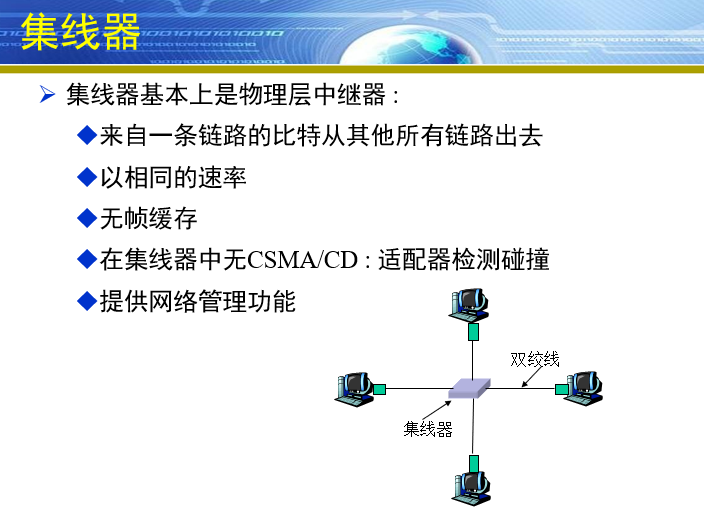 集线器
集线器基本上是物理层中继器：
来自一条链路的比特从其他所有链路出去
以相同的速率
无帧缓存
在集线器中无CSMA/CD：适配器检测碰撞
提供网络管理功能
双绞线
集线器